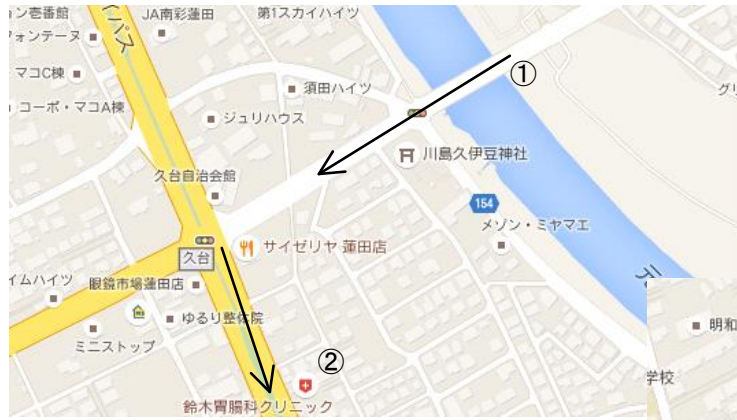 ョン壱番館
JA南彩蓮田
第1スカイハイツ
フォンテーヌ
イパス
①
マコC棟
須田ハイツ
グリ
コーポ・マコA棟
ジュリハウス
川島久伊豆神社
久台自治会館
154
メゾン・ミヤマエ
サイゼリヤ 蓮田店
久台
イムハイツ
眼鏡市場蓮田店
元
ゆるり整体院
明和
ミニストップ
②
学校
鈴木胃腸科クリニック